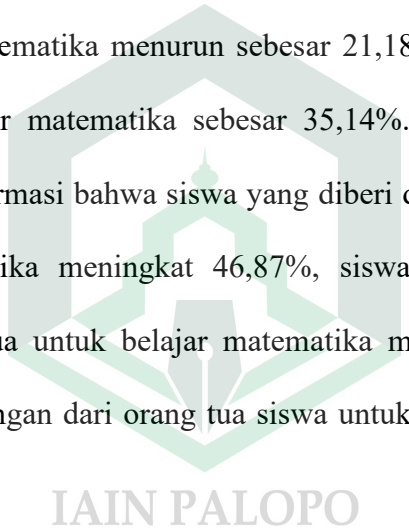 ematika menurun sebesar 21,18
r matematika sebesar 35,14%.
rmasi bahwa siswa yang diberi
ika meningkat 46,87%, siswa
ua untuk belajar matematika m
ngan dari orang tua siswa untuk
IAIN PALOPO